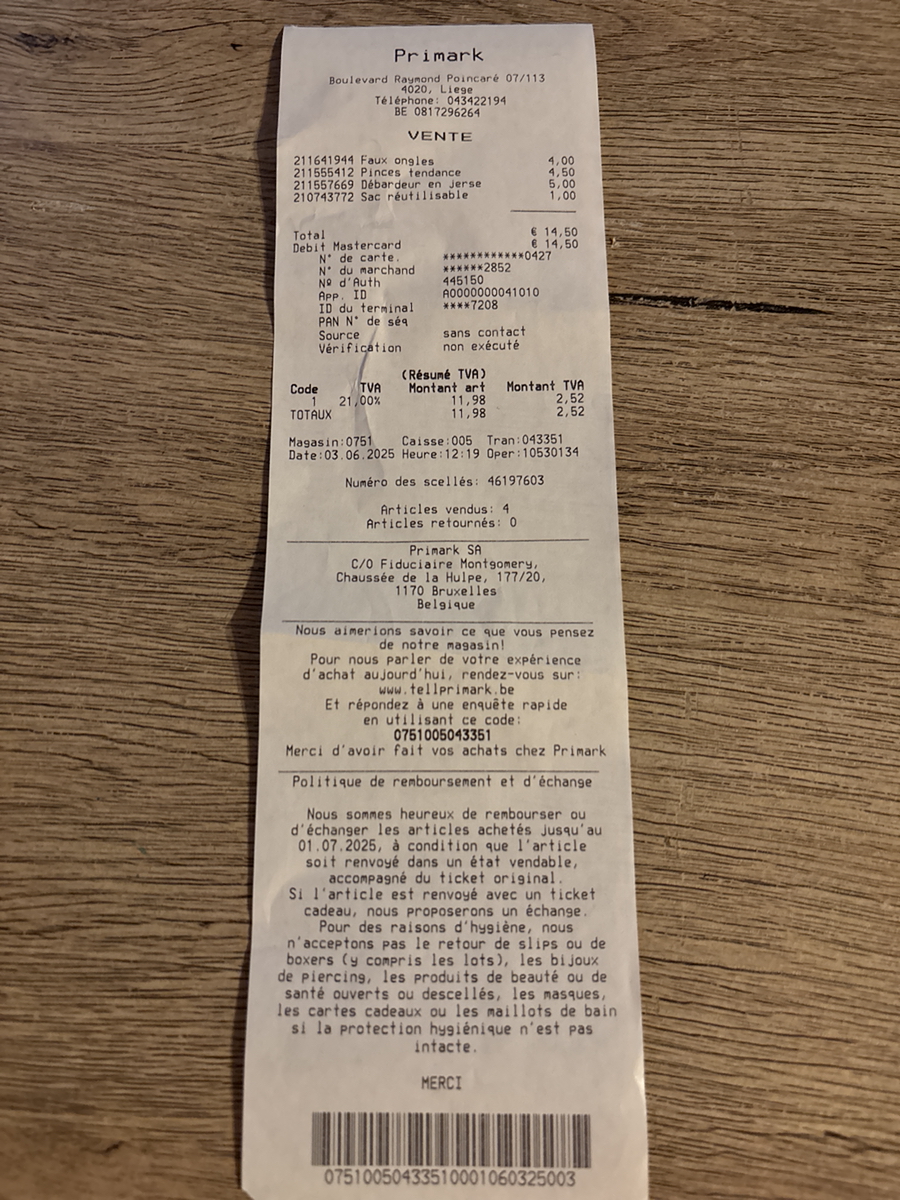 Primark
Boulevard Raymond Poincaré 07/113
4020, Liege
Téléphone: 043422194
BE 0817296264
VENTE
211641944 Faux ongles 4,00
211555412 Pinces tendance 4,50
211557669 Débardeur en jerse 5,00
210743772 Sac réutilisable 1,00
Total € 14,50
Debit Mastercard € 14,50
N° de carte. ************0427
N° du marchand ******2852
Nº d'Auth 445150
App. ID A0000000041010
ID du terminal ****7208
PAN N° de séq
Source sans contact
Vérification non exécuté
(Résumé TVA)
Code TVA Montant art Montant TVA
1 21,00% 11,98 2,52
TOTAUX 11,98 2,52
Magasin:0751 Caisse:005 Tran:043351
Date:03.06.2025 Heure:12:19 Oper:10530134
Numéro des scellés: 46197603
Articles vendus: 4
Articles retournés: 0
Primark SA
C/O Fiduciaire Montgomery,
Chaussée de la Hulpe, 177/20,
1170 Bruxelles
Belgique
Nous aimerions savoir ce que vous pensez
de notre magasin!
Pour nous parler de votre expérience
d'achat aujourd'hui, rendez-vous sur:
www.tellprimark.be
Et répondez à une enquête rapide
en utilisant ce code:
0751005043351
Merci d'avoir fait vos achats chez Primark
Politique de remboursement et d'échange
Nous sommes heureux de rembourser ou
d'échanger les articles achetés jusqu'au
01.07.2025, à condition que l'article
soit renvoyé dans un état vendable,
accompagné du ticket original.
Si l'article est renvoyé avec un ticket
cadeau, nous proposerons un échange.
Pour des raisons d'hygiène, nous
n'acceptons pas le retour de slips ou de
boxers (y compris les lots), les bijoux
de piercing, les produits de beauté ou de
santé ouverts ou descellés, les masques,
les cartes cadeaux ou les maillots de bain
si la protection hygiénique n'est pas
intacte.
MERCI
07510050433510001060325003